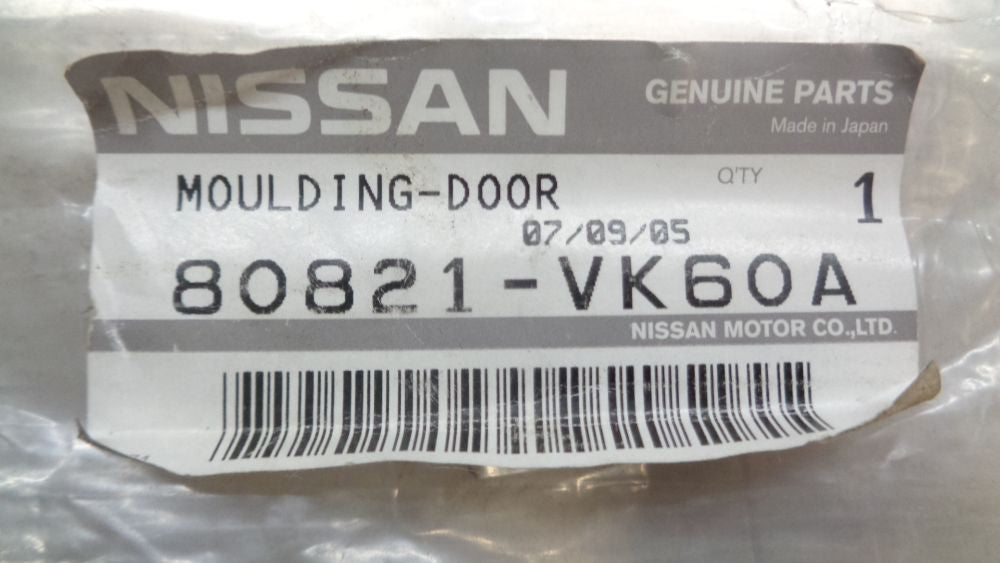 NISSAN
GENUINE PARTS
Made in Japan
MOULDING-DOOR
Q'TY 1
07/09/05
80821-VK60A
NISSAN MOTOR CO.,LTD.